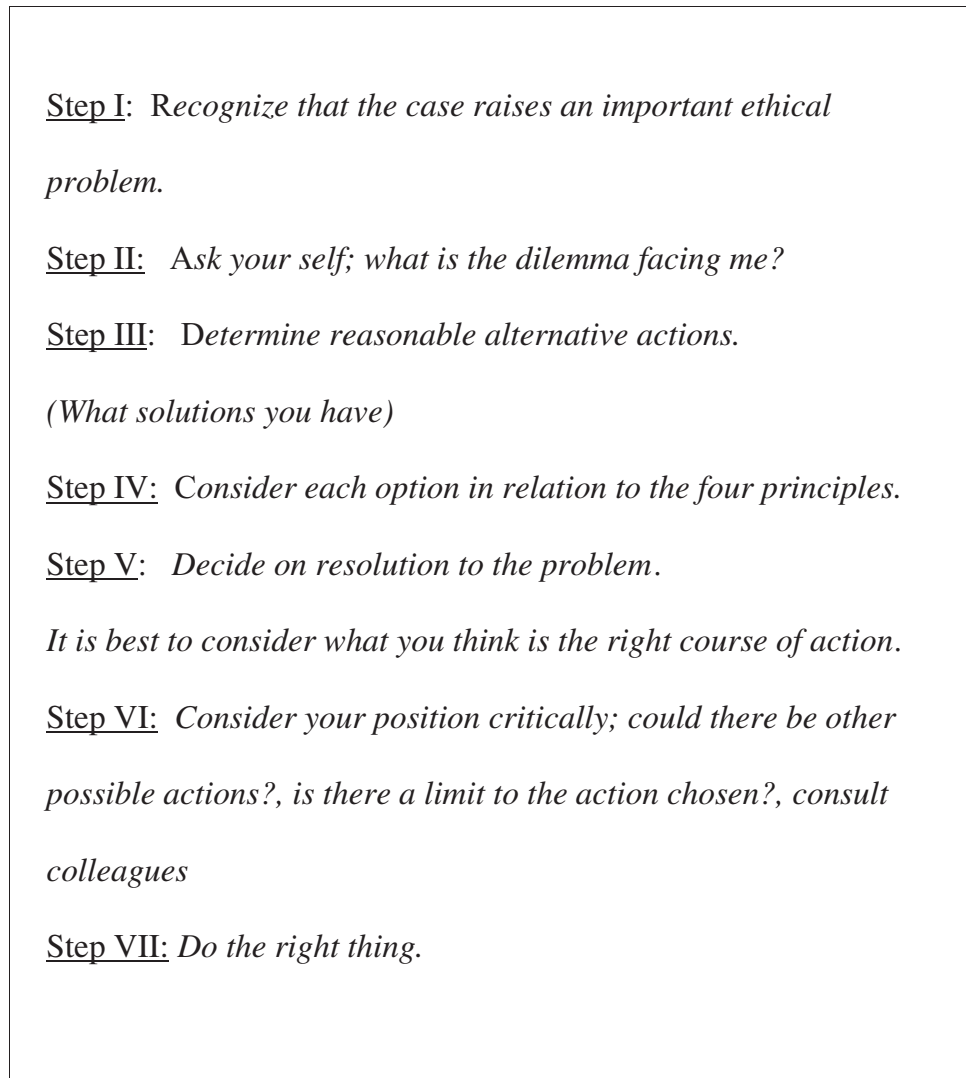 Step I: Recognize that the case raises an important ethical
problem.
Step II: Ask your self; what is the dilemma facing me?
Step III: Determine reasonable alternative actions.
(What solutions you have)
Step IV: Consider each option in relation to the four principles.
Step V: Decide on resolution to the problem.
It is best to consider what you think is the right course of action.
Step VI: Consider your position critically; could there be other
possible actions?, is there a limit to the action chosen?, consult
colleagues
Step VII: Do the right thing.